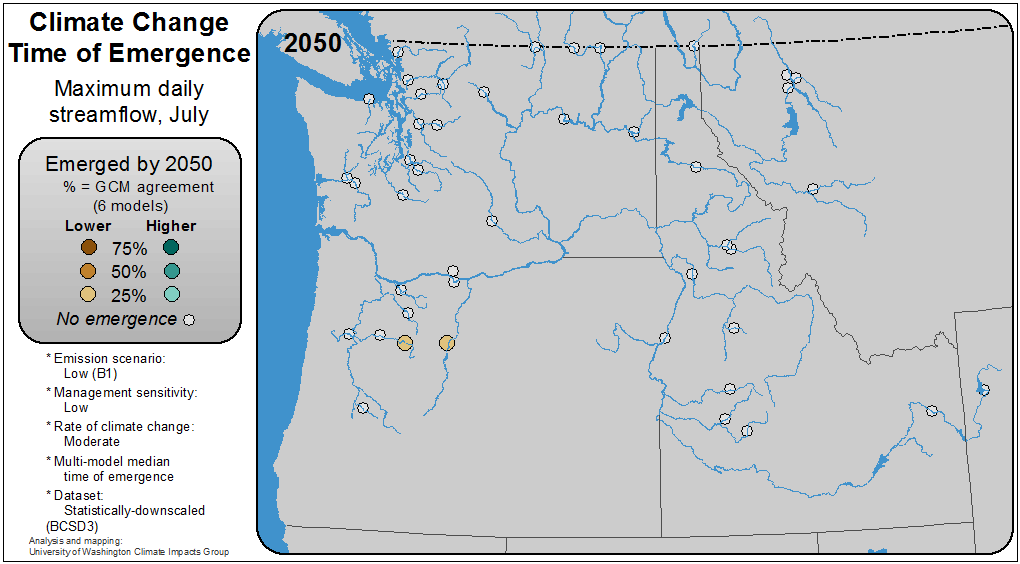 Climate Change
Time of Emergence
Maximum daily
streamflow, July
Emerged by 2050
% = GCM agreement
(6 models)
Lower Higher
75%
50%
25%
No emergence
* Emission scenario:
Low (B1)
* Management sensitivity:
Low
* Rate of climate change:
Moderate
* Multi-model median
time of emergence
* Dataset:
Statistically-downscaled
(BCSD3)
Analysis and mapping:
University of Washington Climate Impacts Group
2050